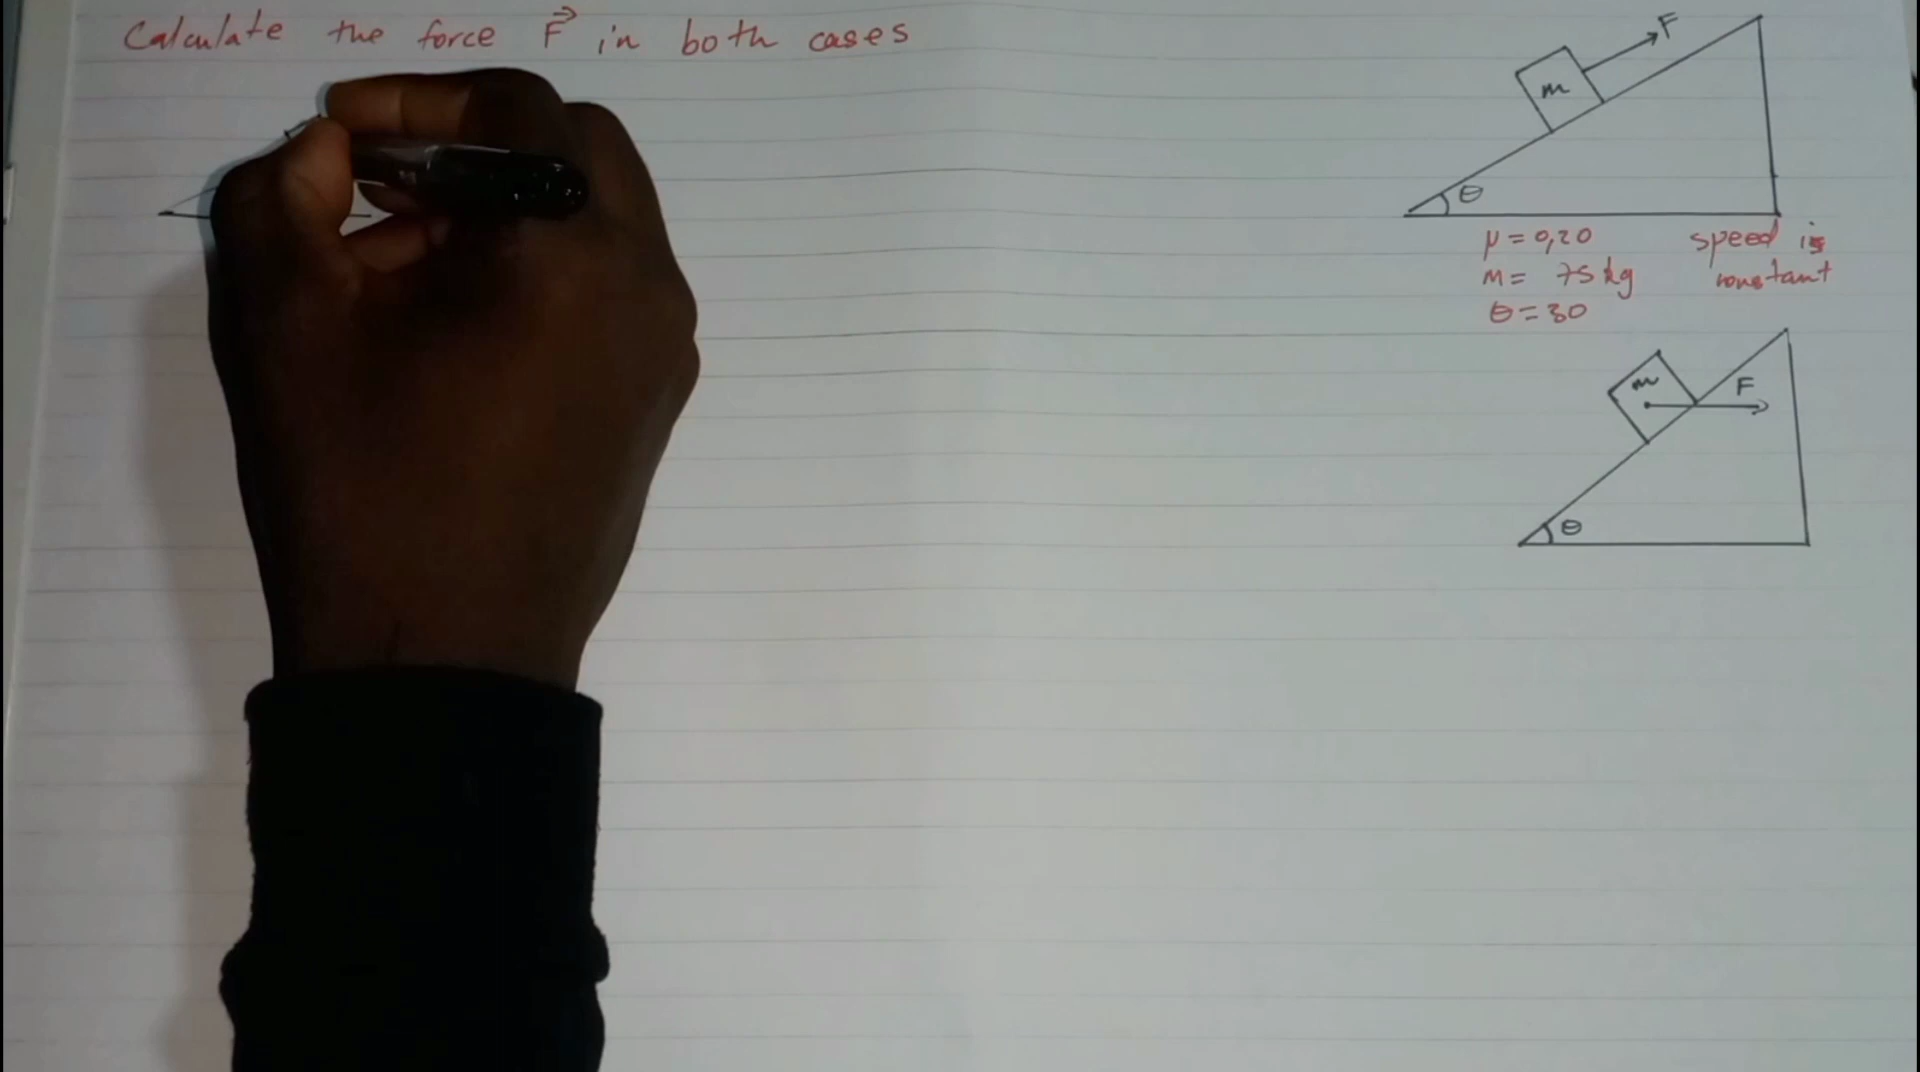 Calculate the force F in both cases
F
m
θ
μ = 0,20
m = 75 kg
θ = 30
speed is
constant
m
F
θ